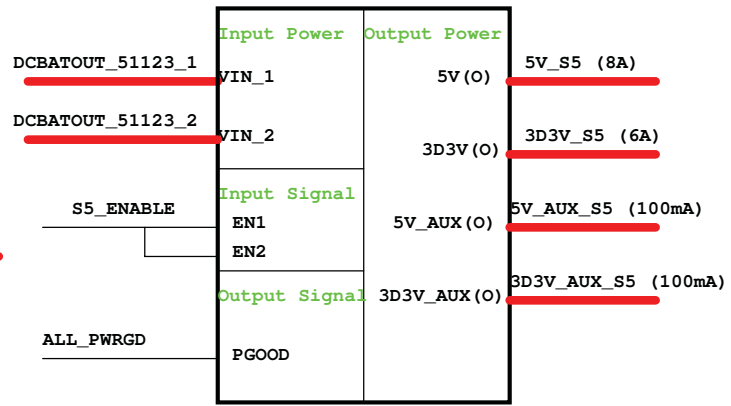 Input Power Output Power
DCBATOUT_51123_1 VIN_1 5V(O) 5V_S5 (8A)
DCBATOUT_51123_2 VIN_2 3D3V(O) 3D3V_S5 (6A)
Input Signal
S5_ENABLE EN1 5V_AUX(O) 5V_AUX_S5 (100mA)
EN2
Output Signal 3D3V_AUX(O) 3D3V_AUX_S5 (100mA)
ALL_PWRGD PGOOD